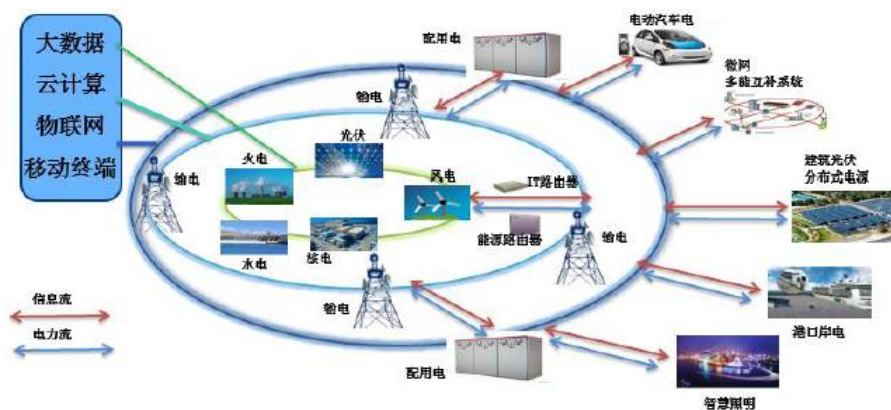 大数据
云计算
物联网
移动终端
配用电
电动汽车电
微网
多能互补系统
输电
火电
光伏
建筑光伏
分布式电源
输电
风电
IT路由器
能源路由器
输电
水电
核电
信息流
输电
电力流
港口岸电
配用电
智慧照明